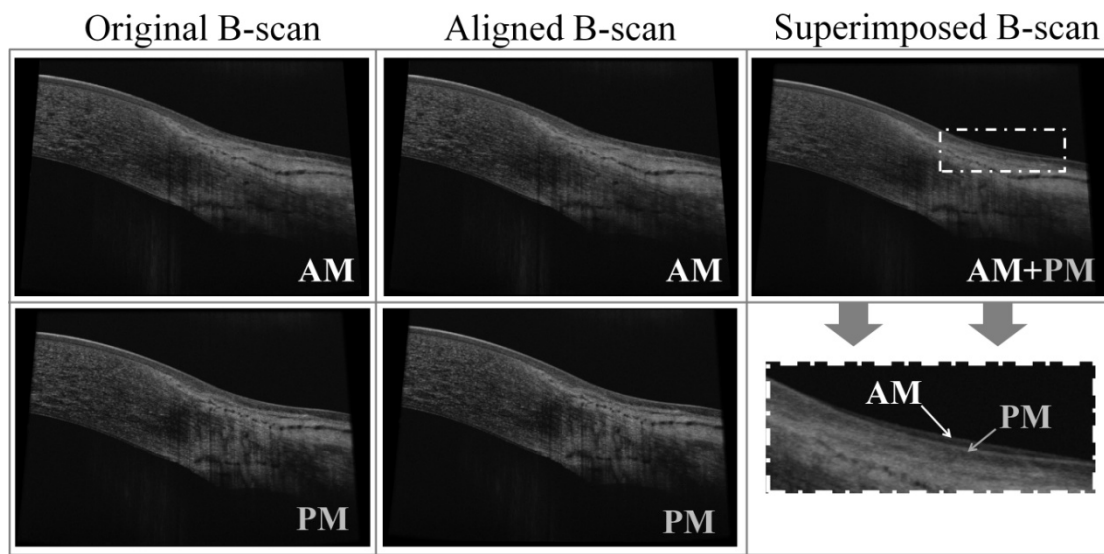 Original B-scan
Aligned B-scan
Superimposed B-scan
AM
AM
AM+PM
PM
PM
AM
PM